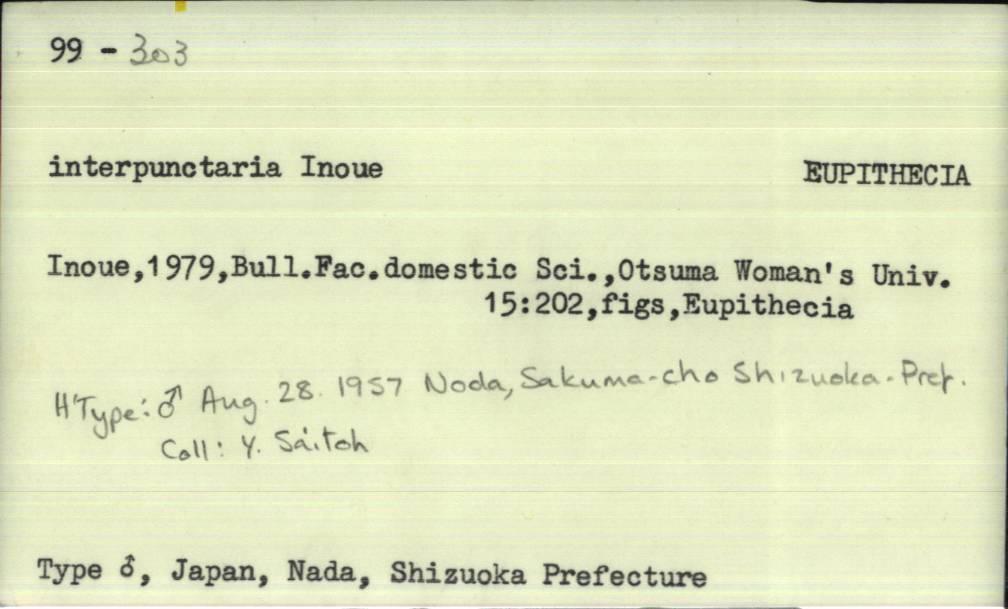 99 - 303
interpunctaria Inoue EUPITHECIA
Inoue,1979,Bull.Fac.domestic Sci.,Otsuma Woman's Univ.
15:202,figs,Eupithecia
H'Type: ♂ Aug. 28. 1957 Noda, Sakuma-cho Shizuoka-Pref.
Coll: Y. Saitoh
Type ♂, Japan, Nada, Shizuoka Prefecture